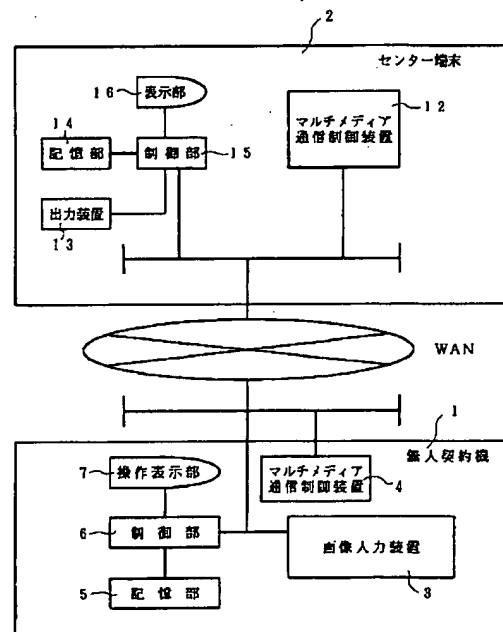 2
センター端末
16
表示部
14
記憶部
制御部
15
出力装置
13
マルチメディア
通信制御装置
12
WAN
1
無人契約機
7
操作表示部
マルチメディア
通信制御装置
4
6
制御部
画像入力装置
3
5
記憶部